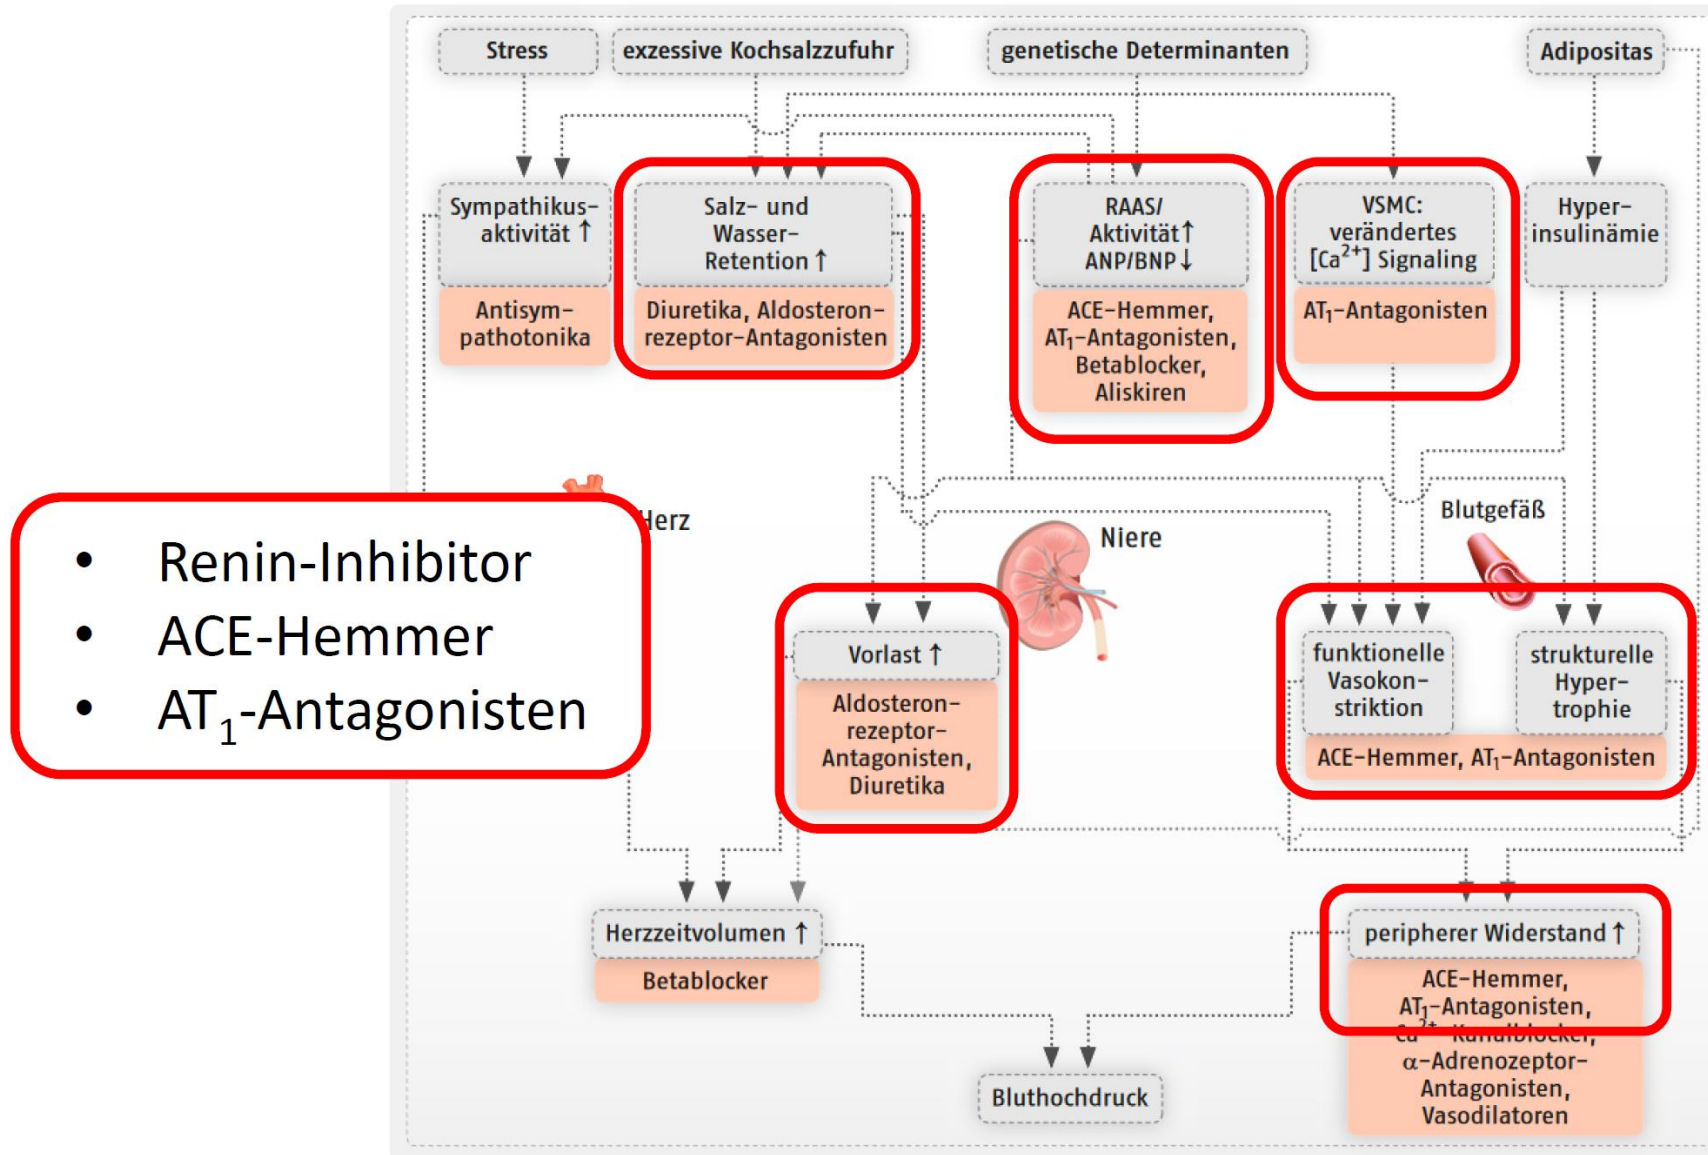 Stress
exzessive Kochsalzzufuhr
genetische Determinanten
Adipositas
Sympathikus-
aktivität ↑
Antisym-
pathotonika
Salz- und
Wasser-
Retention ↑
Diuretika, Aldosteron-
rezeptor-Antagonisten
RAAS/
Aktivität↑
ANP/BNP↓
ACE-Hemmer,
AT₁-Antagonisten,
Betablocker,
Aliskiren
VSMC:
verändertes
[Ca²⁺] Signaling
AT₁-Antagonisten
Hyper-
insulinämie
Herz
• Renin-Inhibitor
• ACE-Hemmer
• AT₁-Antagonisten
Niere
Blutgefäß
Vorlast ↑
Aldosteron-
rezeptor-
Antagonisten,
Diuretika
funktionelle
Vasokon-
striktion
strukturelle
Hyper-
trophie
ACE-Hemmer, AT₁-Antagonisten
Herzzeitvolumen ↑
Betablocker
peripherer Widerstand ↑
ACE-Hemmer,
AT₁-Antagonisten,
Ca²⁺-Kanalblocker,
α-Adrenozeptor-
Antagonisten,
Vasodilatoren
Bluthochdruck